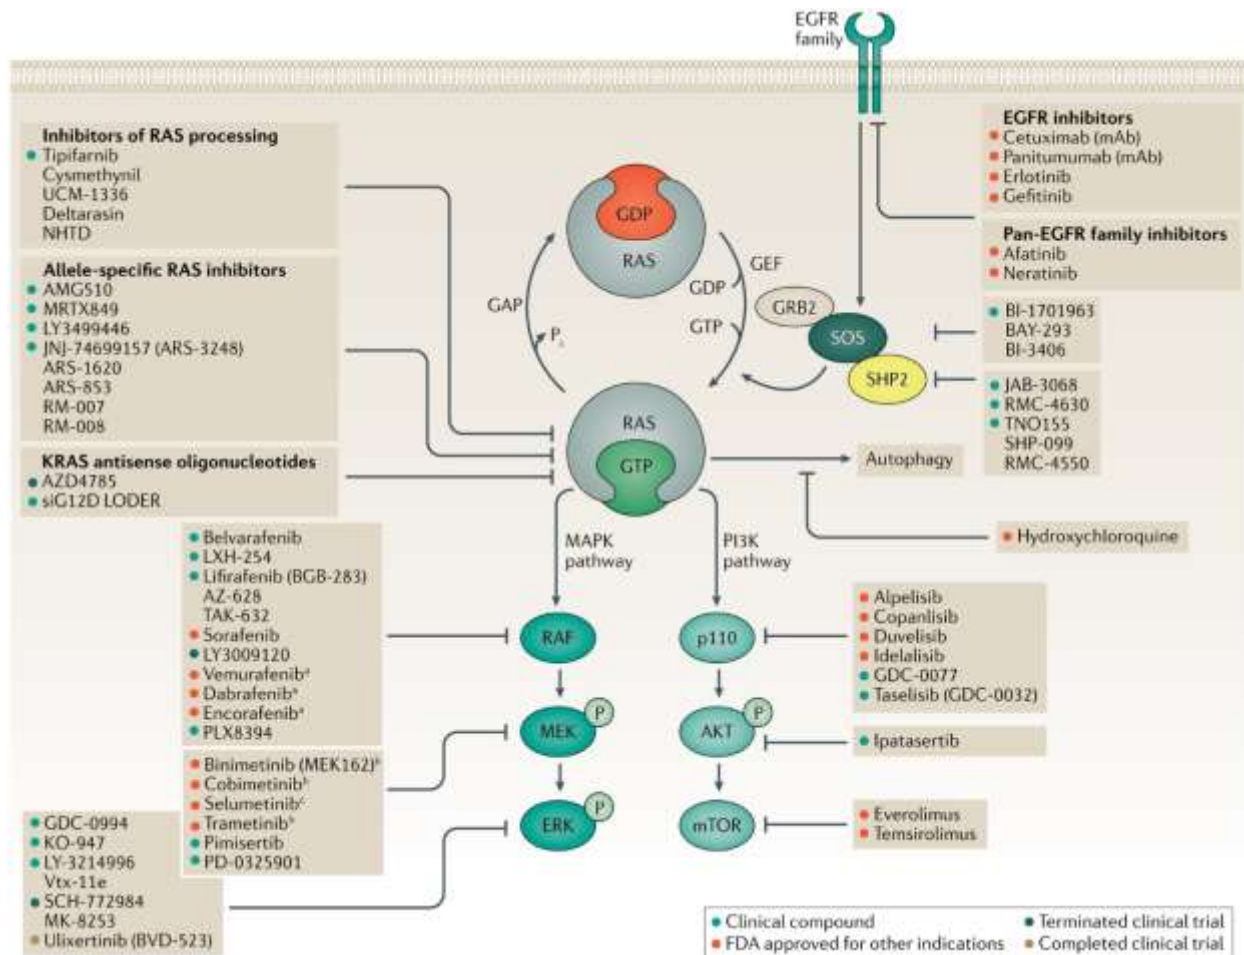 EGFR
family
Inhibitors of RAS processing
Tipifarnib
Cysmethynil
UCM-1336
Deltarasin
NHTD
Allele-specific RAS inhibitors
AMG510
MRTX849
LY3499446
JNJ-74699157 (ARS-3248)
ARS-1620
ARS-853
RM-007
RM-008
KRAS antisense oligonucleotides
AZD4785
siG12D LODER
GDP
RAS
GAP
Pi
GEF
GDP
GTP
GRB2
SOS
SHP2
RAS
GTP
EGFR inhibitors
Cetuximab (mAb)
Panitumumab (mAb)
Erlotinib
Gefitinib
Pan-EGFR family inhibitors
Afatinib
Neratinib
BI-1701963
BAY-293
BI-3406
JAB-3068
RMC-4630
TNO155
SHP-099
RMC-4550
Autophagy
Hydroxychloroquine
MAPK
pathway
PI3K
pathway
Belvarafenib
LXH-254
Lifirafenib (BGB-283)
AZ-628
TAK-632
Sorafenib
LY3009120
Vemurafenibᵃ
Dabrafenibᵃ
Encorafenibᵃ
PLX8394
RAF
p110
Alpelisib
Copanlisib
Duvelisib
Idelalisib
GDC-0077
Taselisib (GDC-0032)
MEK
P
AKT
P
Ipatasertib
Binimetinib (MEK162)ᵇ
Cobimetinibᵇ
Selumetinibᶜ
Trametinibᵇ
Pimisertib
PD-0325901
ERK
P
mTOR
Everolimus
Temsirolimus
GDC-0994
KO-947
LY-3214996
Vtx-11e
SCH-772984
MK-8253
Ulixertinib (BVD-523)
Clinical compound
Terminated clinical trial
FDA approved for other indications
Completed clinical trial